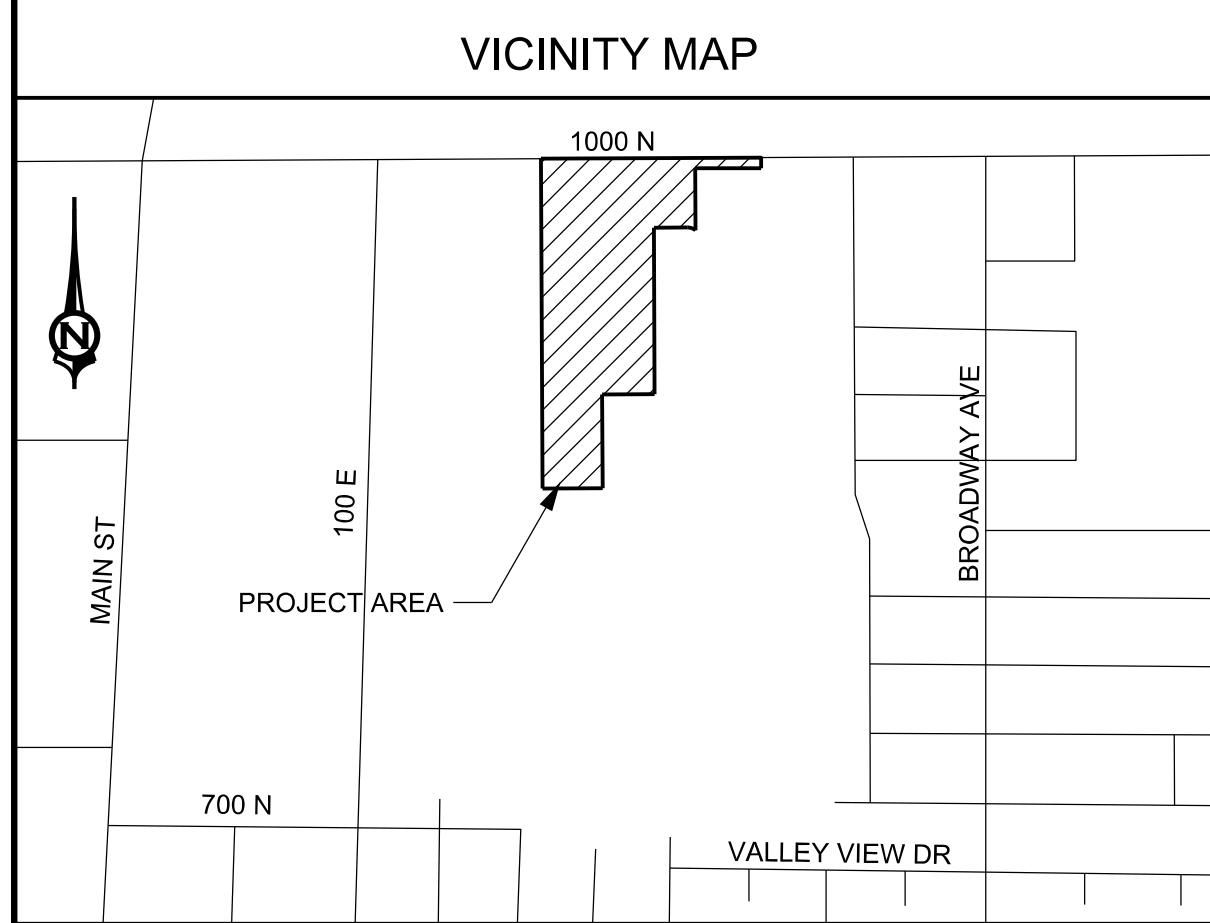 VICINITY MAP
1000 N
N
100 E
BROADWAY AVE
MAIN ST
PROJECT AREA
700 N
VALLEY VIEW DR